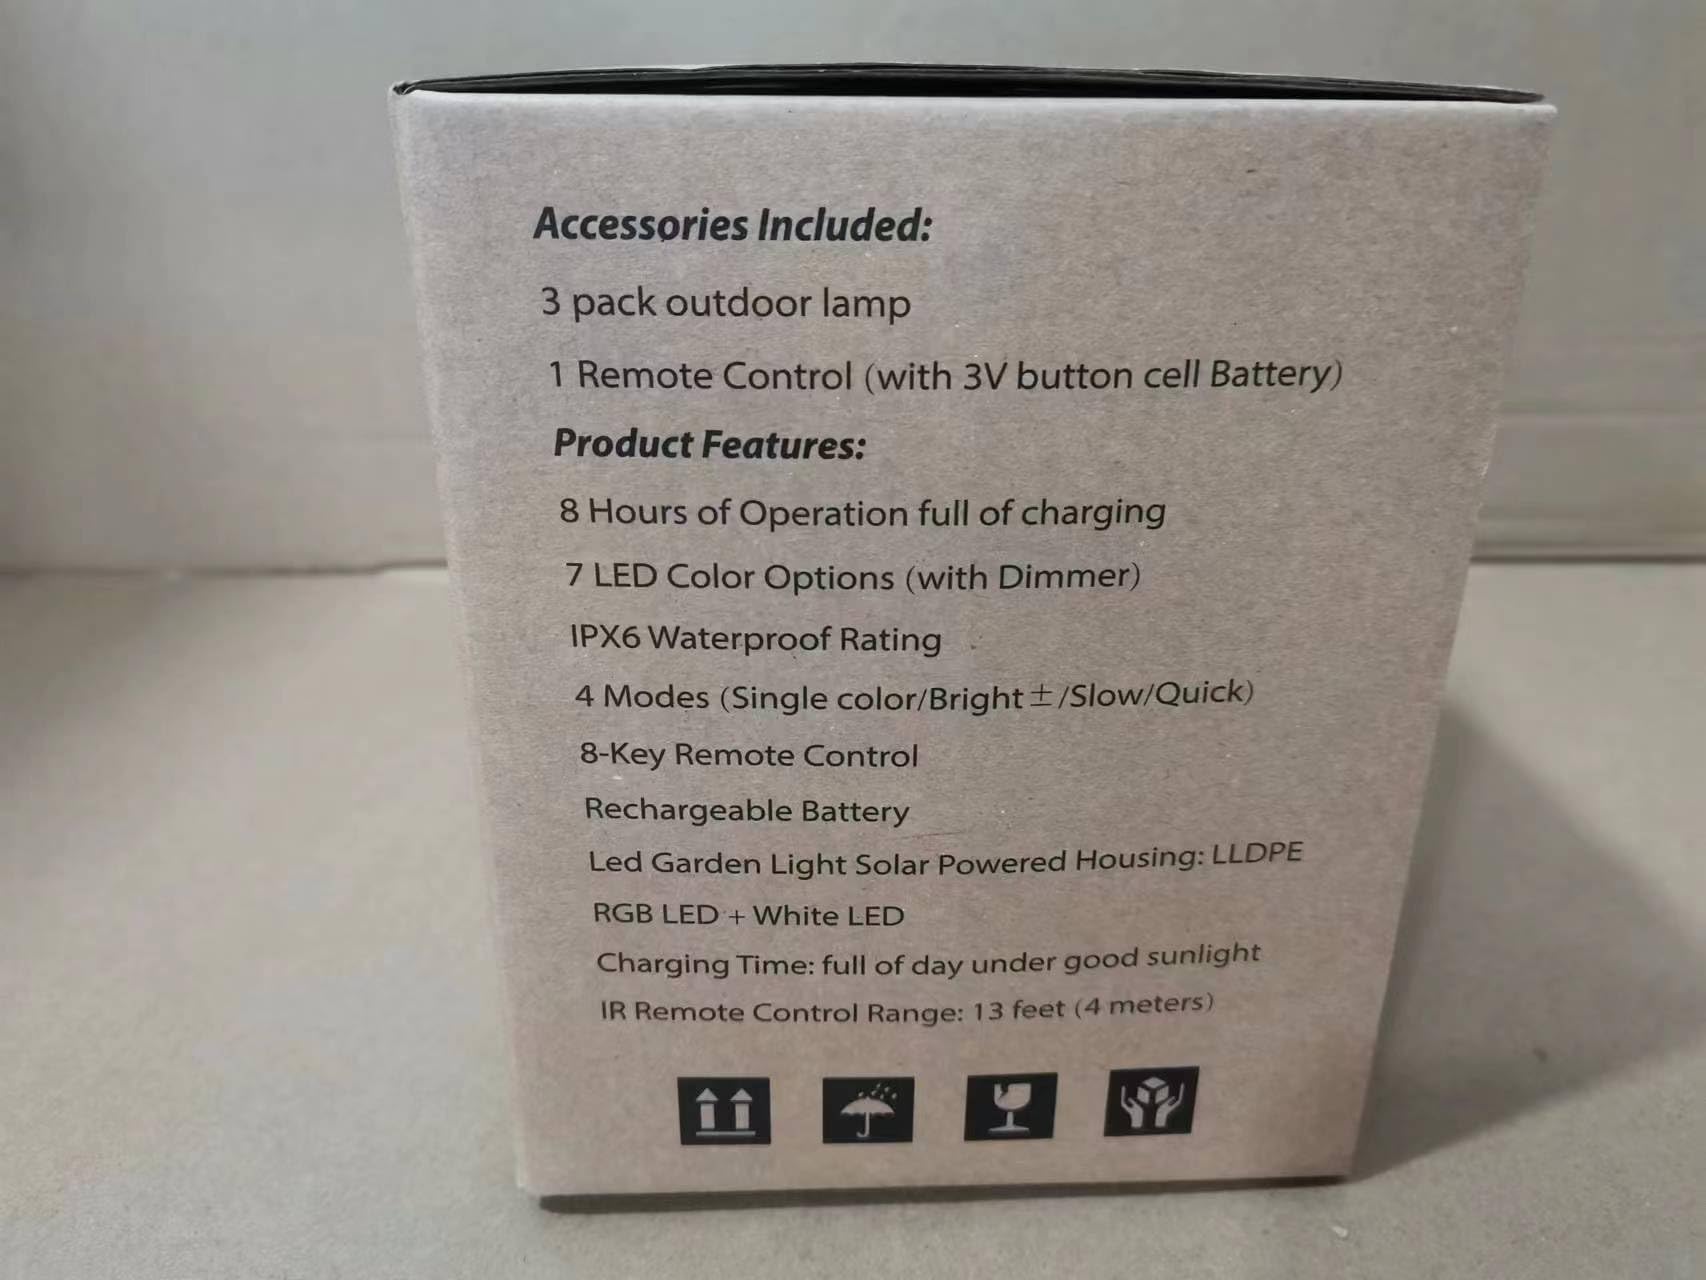 Accessories Included:
3 pack outdoor lamp
1 Remote Control (with 3V button cell Battery)
Product Features:
8 Hours of Operation full of charging
7 LED Color Options (with Dimmer)
IPX6 Waterproof Rating
4 Modes (Single color/Bright±/Slow/Quick)
8-Key Remote Control
Rechargeable Battery
Led Garden Light Solar Powered Housing: LLDPE
RGB LED + White LED
Charging Time: full of day under good sunlight
IR Remote Control Range: 13 feet (4 meters)